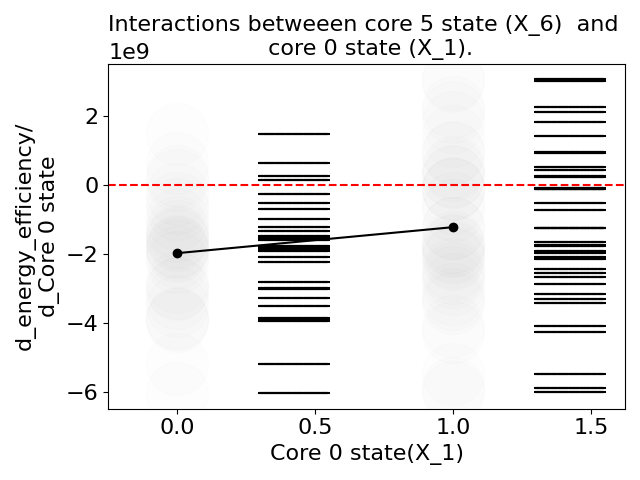 Interactions betweeen core 5 state (X_6)  and
core 0 state (X_1).
1e9
d_energy_efficiency/
d_Core 0 state
2
0
−2
−4
−6
0.0 0.5 1.0 1.5
Core 0 state(X_1)